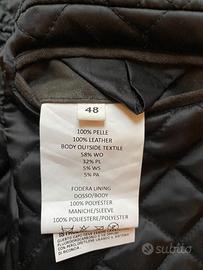 48
100% PELLE
100% LEATHER
BODY OUTSIDE TEXTILE
58% WO
32% PL
5% WS
5% PA
FODERA LINING
DOSSO/BODY
100% POLYESTER
MANICHE/SLEEVE
100% POLIESTERE/POLYESTER
subito